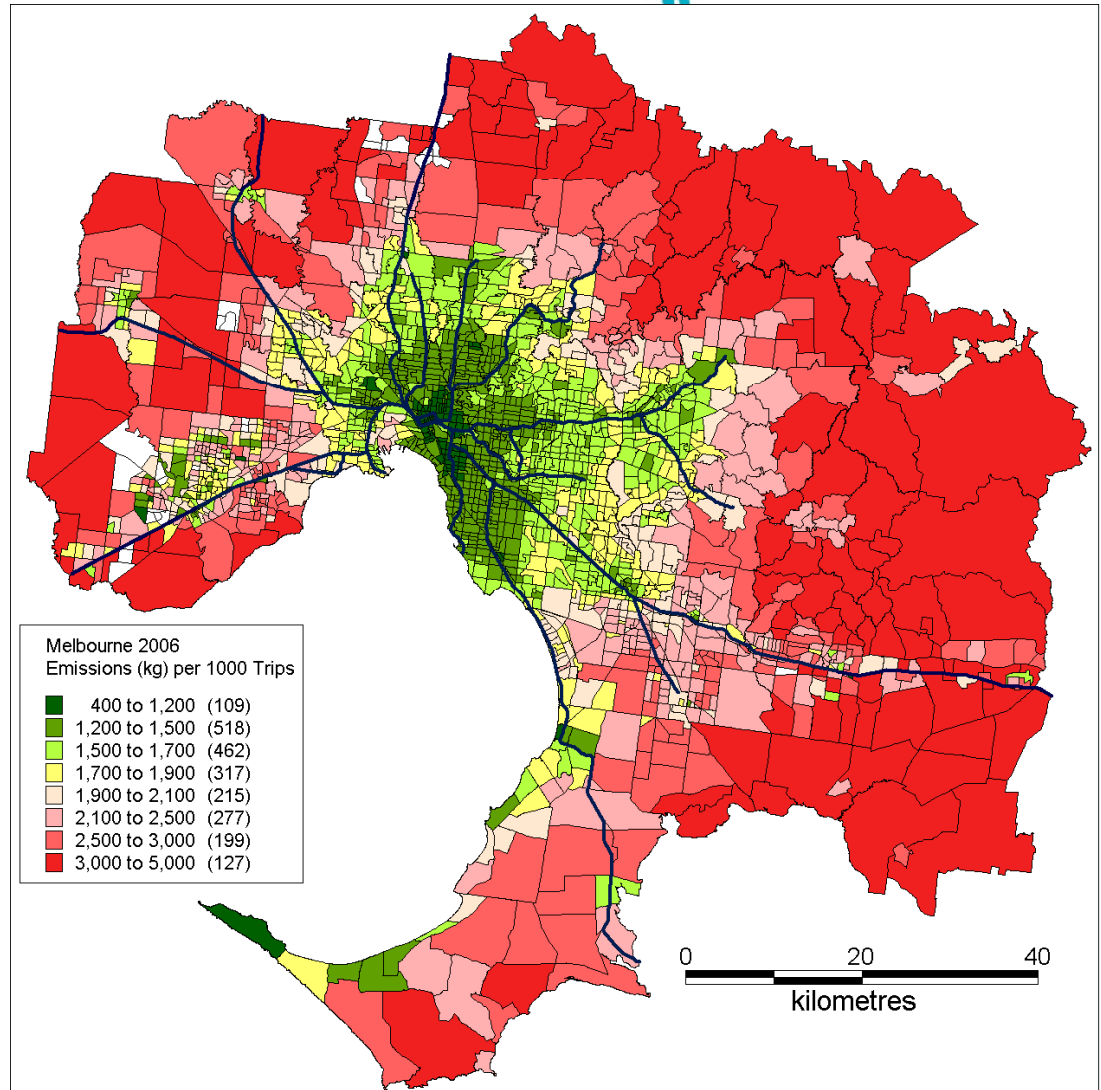 Melbourne 2006
Emissions (kg) per 1000 Trips
400 to 1,200 (109)
1,200 to 1,500 (518)
1,500 to 1,700 (462)
1,700 to 1,900 (317)
1,900 to 2,100 (215)
2,100 to 2,500 (277)
2,500 to 3,000 (199)
3,000 to 5,000 (127)
0 20 40
kilometres